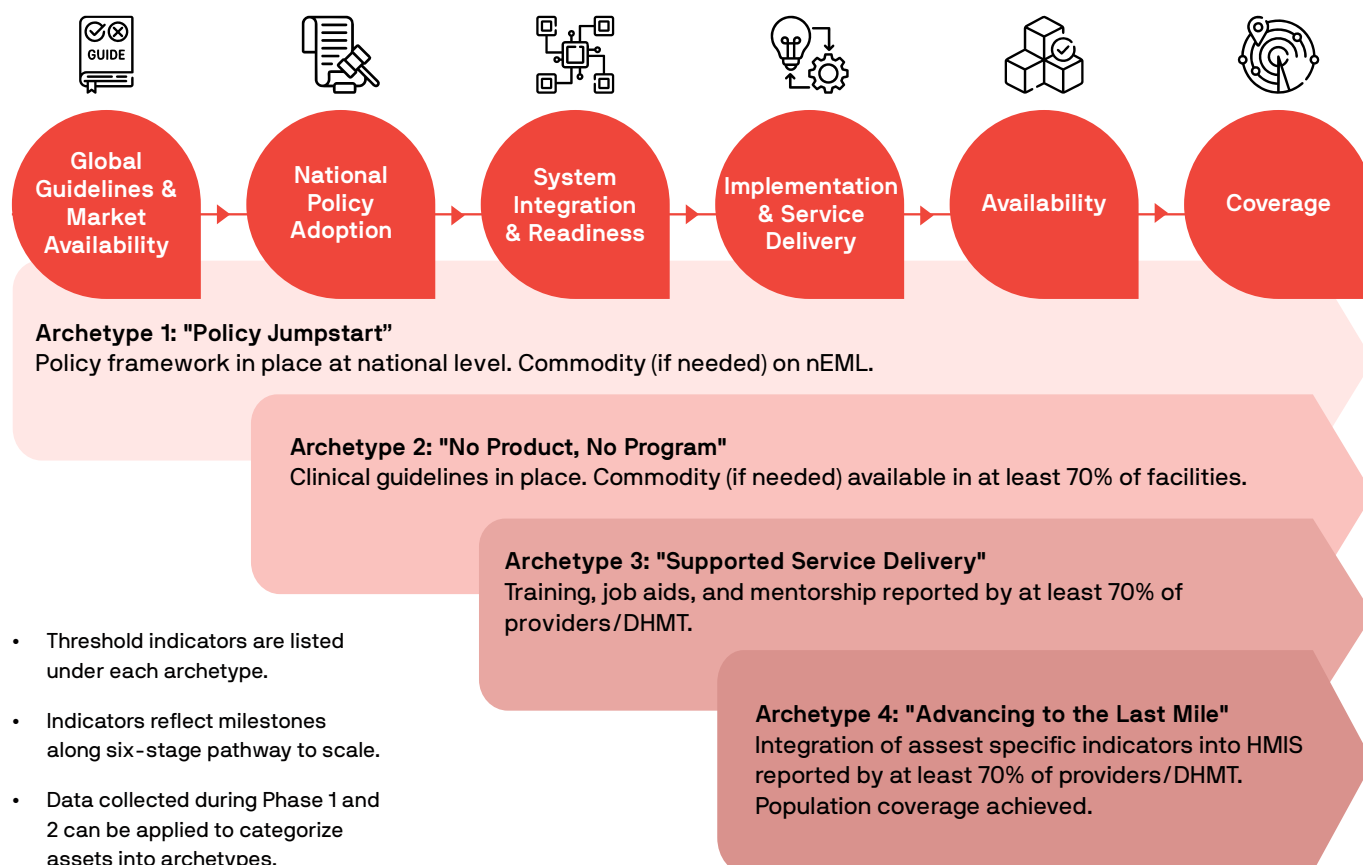 GUIDE
Global
Guidelines &
Market
Availability
National
Policy
Adoption
System
Integration
& Readiness
Implementation
& Service
Delivery
Availability
Coverage
Archetype 1: "Policy Jumpstart”
Policy framework in place at national level. Commodity (if needed) on nEML.
Archetype 2: "No Product, No Program"
Clinical guidelines in place. Commodity (if needed) available in at least 70% of facilities.
Archetype 3: "Supported Service Delivery"
Training, job aids, and mentorship reported by at least 70% of
providers/DHMT.
Archetype 4: "Advancing to the Last Mile"
Integration of assest specific indicators into HMIS
reported by at least 70% of providers/DHMT.
Population coverage achieved.
• Threshold indicators are listed
under each archetype.
• Indicators reflect milestones
along six-stage pathway to scale.
• Data collected during Phase 1 and
2 can be applied to categorize
assets into archetypes.